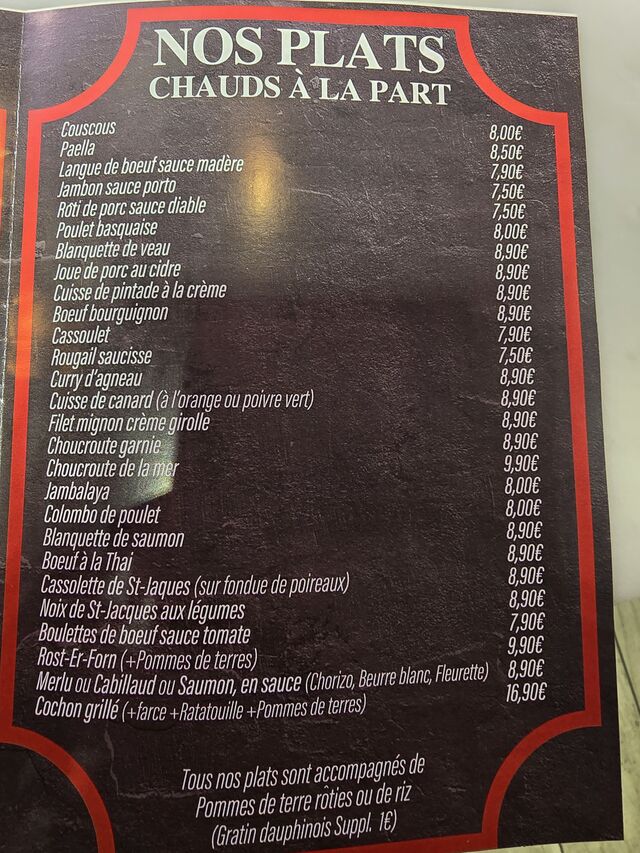 NOS PLATS
CHAUDS À LA PART
Couscous 8,00€
Paella 8,50€
Langue de boeuf sauce madère 7,90€
Jambon sauce porto 7,50€
Rôti de porc sauce diable 7,50€
Poulet basquaise 8,00€
Blanquette de veau 8,90€
Joue de porc au cidre 8,90€
Cuisse de pintade à la crème 8,90€
Boeuf bourguignon 8,90€
Cassoulet 7,90€
Rougail saucisse 7,50€
Curry d'agneau 8,90€
Cuisse de canard (à l'orange ou poivre vert) 8,90€
Filet mignon crème girolle 8,90€
Choucroute garnie 8,90€
Choucroute de la mer 9,90€
Jambalaya 8,00€
Colombo de poulet 8,00€
Blanquette de saumon 8,90€
Boeuf à la Thai 8,90€
Cassolette de St-Jaques (sur fondue de poireaux) 8,90€
Noix de St-Jacques aux légumes 8,90€
Boulettes de boeuf sauce tomate 7,90€
Rost-Er-Forn (+Pommes de terres) 9,90€
Merlu ou Cabillaud ou Saumon, en sauce (Chorizo, Beurre blanc, Fleurette) 8,90€
Cochon grillé (+farce +Ratatouille +Pommes de terres) 16,90€
Tous nos plats sont accompagnés de
Pommes de terre rôties ou de riz
(Gratin dauphinois Suppl. 1€)